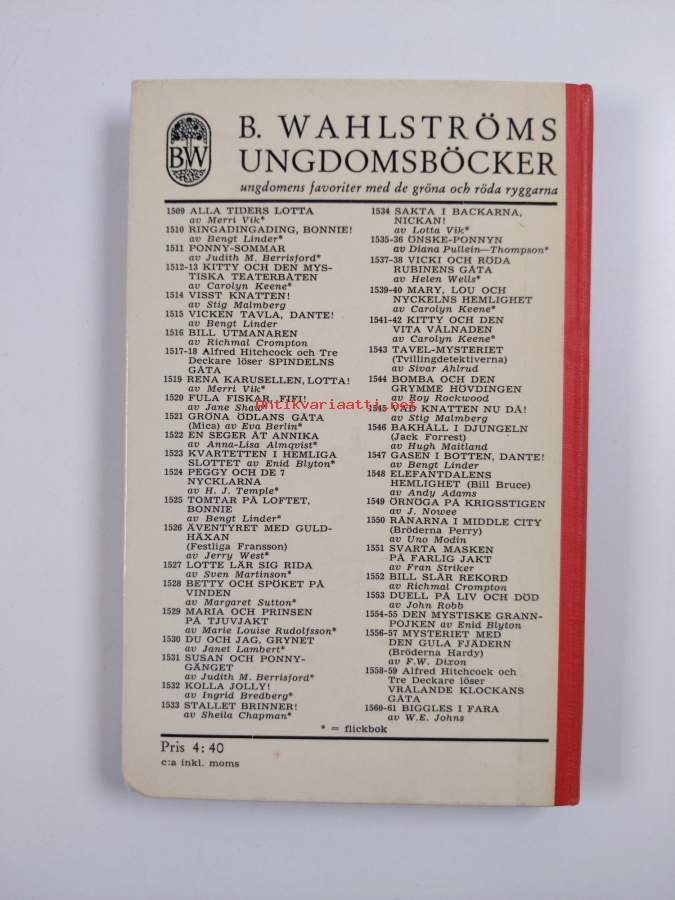 BW
B. WAHLSTRÖMS
UNGDOMSBÖCKER
ungdomens favoriter med de gröna och röda ryggarna
1509 ALLA TIDERS LOTTA
av Merri Vik*
1510 RINGADINGADING, BONNIE!
av Bengt Linder*
1511 PONNY-SOMMAR
av Judith M. Berrisford*
1512-13 KITTY OCH DEN MYS-
TISKA TEATERBÅTEN
av Carolyn Keene*
1514 VISST KNATTEN!
av Stig Malmberg
1515 VICKEN TAVLA, DANTE!
av Bengt Linder
1516 BILL UTMANAREN
av Richmal Crompton
1517-18 Alfred Hitchcock och Tre
Deckare löser SPINDELNS
GÅTA
1519 RENA KARUSELLEN, LOTTA!
av Merri Vik*
1520 FULA FISKAR, FIFI!
av Jane Shaw*
1521 GRÖNA ÖDLANS GÅTA
(Mica) av Eva Berlin*
1522 EN SEGER ÅT ANNIKA
av Anna-Lisa Almqvist*
1523 KVARTETTEN I HEMLIGA
SLOTTET av Enid Blyton*
1524 PEGGY OCH DE 7
NYCKLARNA
av H. J. Temple*
1525 TOMTAR PÅ LOFTET,
BONNIE
av Bengt Linder*
1526 ÄVENTYRET MED GULD-
HÄXAN
(Festliga Fransson)
av Jerry West*
1527 LOTTE LÄR SIG RIDA
av Sven Martinson*
1528 BETTY OCH SPÖKET PÅ
VINDEN
av Margaret Sutton*
1529 MARIA OCH PRINSEN
PÅ TJUVJAKT
av Marie Louise Rudolfsson*
1530 DU OCH JAG, GRYNET
av Janet Lambert*
1531 SUSAN OCH PONNY-
GÄNGET
av Judith M. Berrisford*
1532 KOLLA JOLLY!
av Ingrid Bredberg*
1533 STALLET BRINNER!
av Sheila Chapman*
1534 SAKTA I BACKARNA,
NICKAN!
av Lotta Vik*
1535-36 ÖNSKE-PONNYN
av Diana Pullein—Thompson*
1537-38 VICKI OCH RÖDA
RUBINENS GÅTA
av Helen Wells*
1539-40 MARY, LOU OCH
NYCKELNS HEMLIGHET
av Carolyn Keene*
1541-42 KITTY OCH DEN
VITA VÅLNADEN
av Carolyn Keene*
1543 TAVEL-MYSTERIET
(Tvillingdetektiverna)
av Sivar Ahlrud
1544 BOMBA OCH DEN
GRYMME HÖVDINGEN
av Roy Rockwood
1545 VAD KNATTEN NU DÅ!
av Stig Malmberg
1546 BAKHÅLL I DJUNGELN
(Jack Forrest)
av Hugh Maitland
1547 GASEN I BOTTEN, DANTE!
av Bengt Linder
1548 ELEFANTDALENS
HEMLIGHET (Bill Bruce)
av Andy Adams
1549 ÖRNÖGA PÅ KRIGSSTIGEN
av J. Nowee
1550 RÅNARNA I MIDDLE CITY
(Bröderna Perry)
av Uno Modin
1551 SVARTA MASKEN
PÅ FARLIG JAKT
av Fran Striker
1552 BILL SLÅR REKORD
av Richmal Crompton
1553 DUELL PÅ LIV OCH DÖD
av John Robb
1554-55 DEN MYSTISKE GRANN-
POJKEN av Enid Blyton
1556-57 MYSTERIET MED
DEN GULA FJÄDERN
(Bröderna Hardy)
av F.W. Dixon
1558-59 Alfred Hitchcock och
Tre Deckare löser
VRÅLANDE KLOCKANS
GÅTA
1560-61 BIGGLES I FARA
av W.E. Johns
* = flickbok
Pris 4: 40
c:a inkl. moms
Antikvariaatti.net